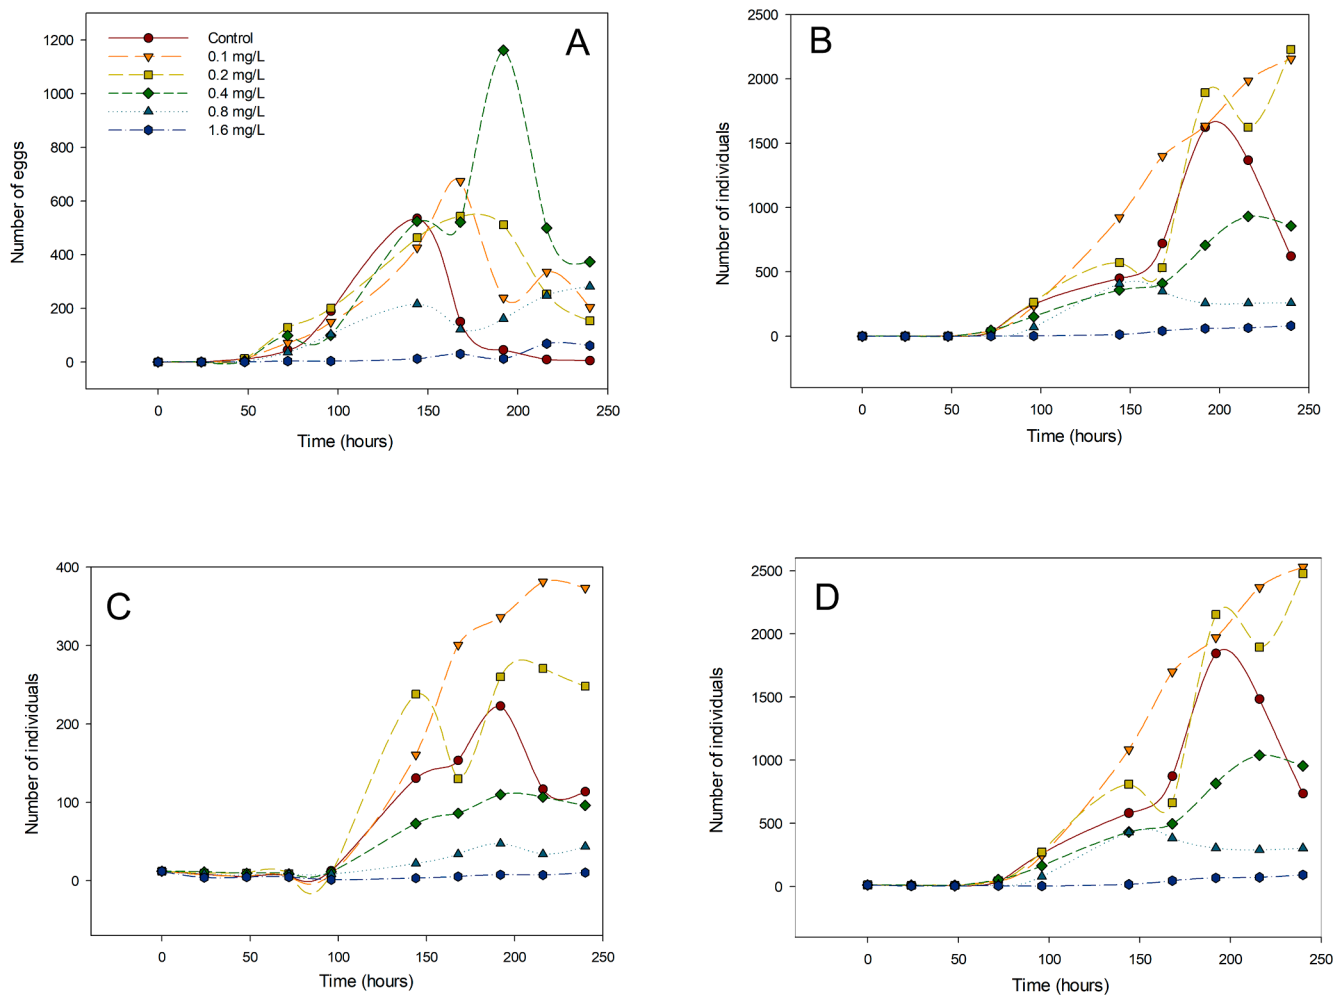 A
Control
0.1 mg/L
0.2 mg/L
0.4 mg/L
0.8 mg/L
1.6 mg/L
Number of eggs
1200
1000
800
600
400
200
0
0 50 100 150 200 250
Time (hours)
B
Number of individuals
2500
2000
1500
1000
500
0
0 50 100 150 200 250
Time (hours)
C
Number of individuals
400
300
200
100
0
0 50 100 150 200 250
Time (hours)
D
Number of individuals
2500
2000
1500
1000
500
0
0 50 100 150 200 250
Time (hours)